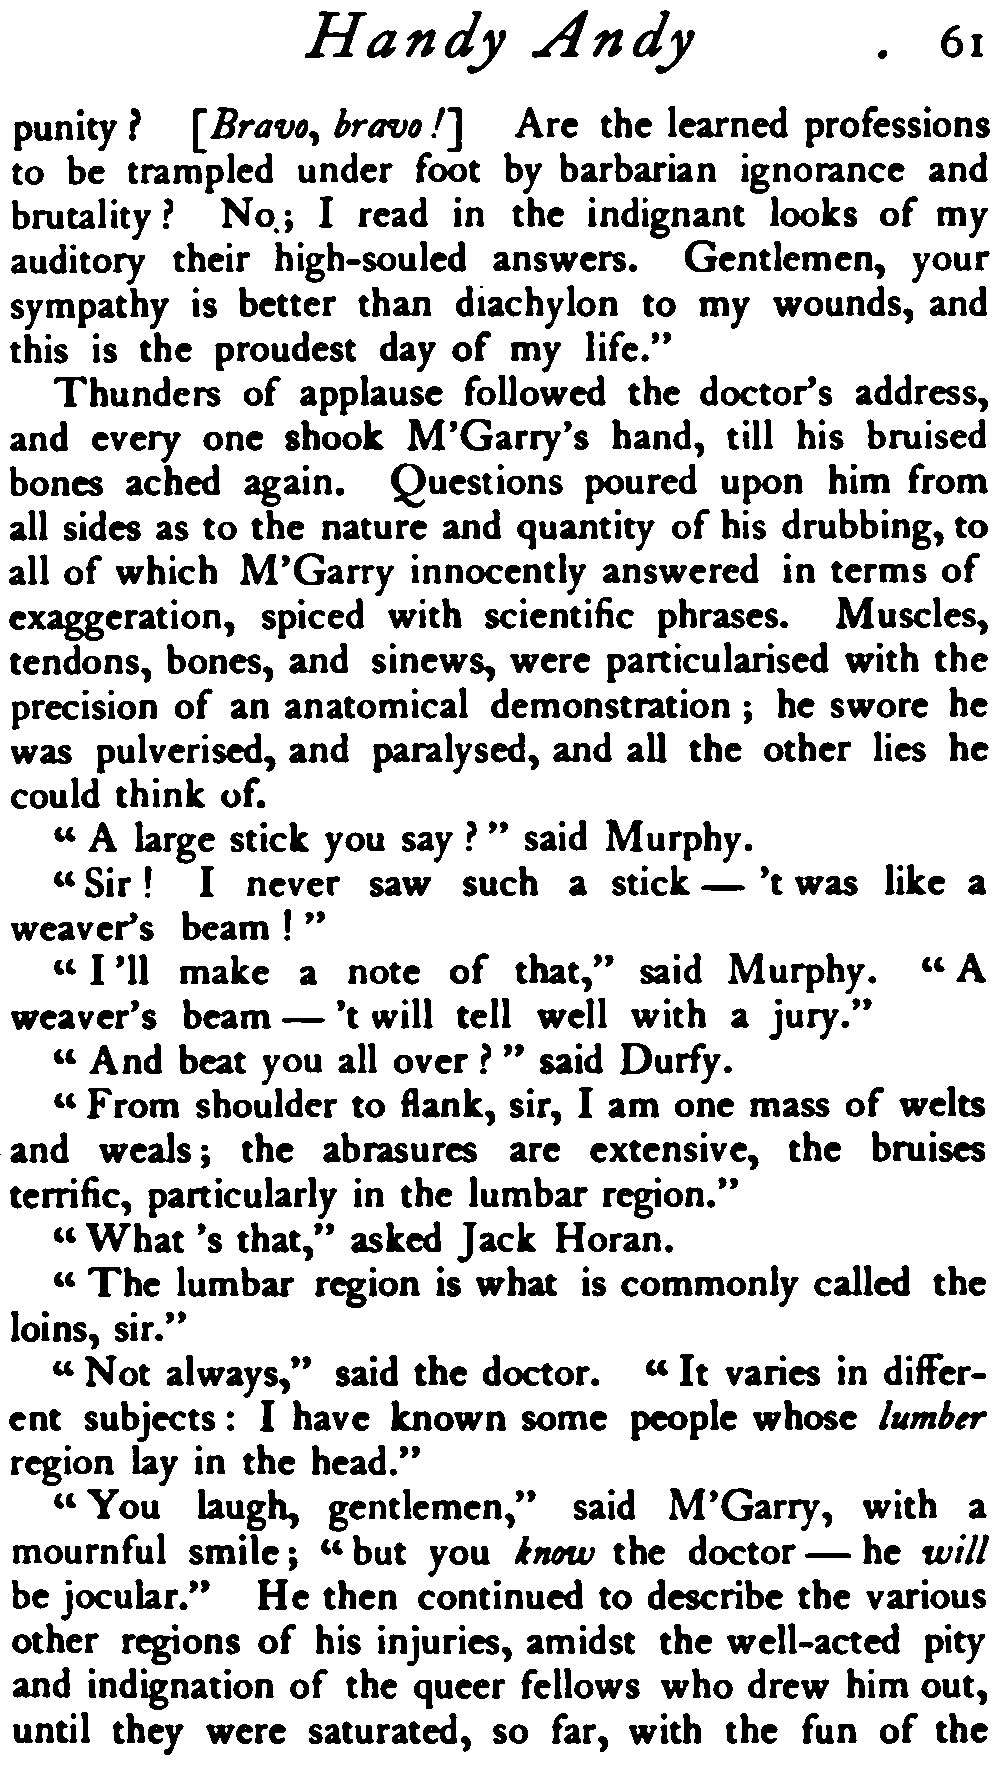 Handy Andy . 61
punity? [Bravo, bravo!] Are the learned professions
to be trampled under foot by barbarian ignorance and
brutality? No; I read in the indignant looks of my
auditory their high-souled answers. Gentlemen, your
sympathy is better than diachylon to my wounds, and
this is the proudest day of my life."
Thunders of applause followed the doctor's address,
and every one shook M'Garry's hand, till his bruised
bones ached again. Questions poured upon him from
all sides as to the nature and quantity of his drubbing, to
all of which M'Garry innocently answered in terms of
exaggeration, spiced with scientific phrases. Muscles,
tendons, bones, and sinews, were particularised with the
precision of an anatomical demonstration; he swore he
was pulverised, and paralysed, and all the other lies he
could think of.
"A large stick you say?" said Murphy.
"Sir! I never saw such a stick — 't was like a
weaver's beam!"
"I'll make a note of that," said Murphy. "A
weaver's beam — 't will tell well with a jury."
"And beat you all over?" said Durfy.
"From shoulder to flank, sir, I am one mass of welts
and weals; the abrasures are extensive, the bruises
terrific, particularly in the lumbar region."
"What 's that," asked Jack Horan.
"The lumbar region is what is commonly called the
loins, sir."
"Not always," said the doctor. "It varies in differ-
ent subjects: I have known some people whose lumber
region lay in the head."
"You laugh, gentlemen," said M'Garry, with a
mournful smile; "but you know the doctor — he will
be jocular." He then continued to describe the various
other regions of his injuries, amidst the well-acted pity
and indignation of the queer fellows who drew him out,
until they were saturated, so far, with the fun of the